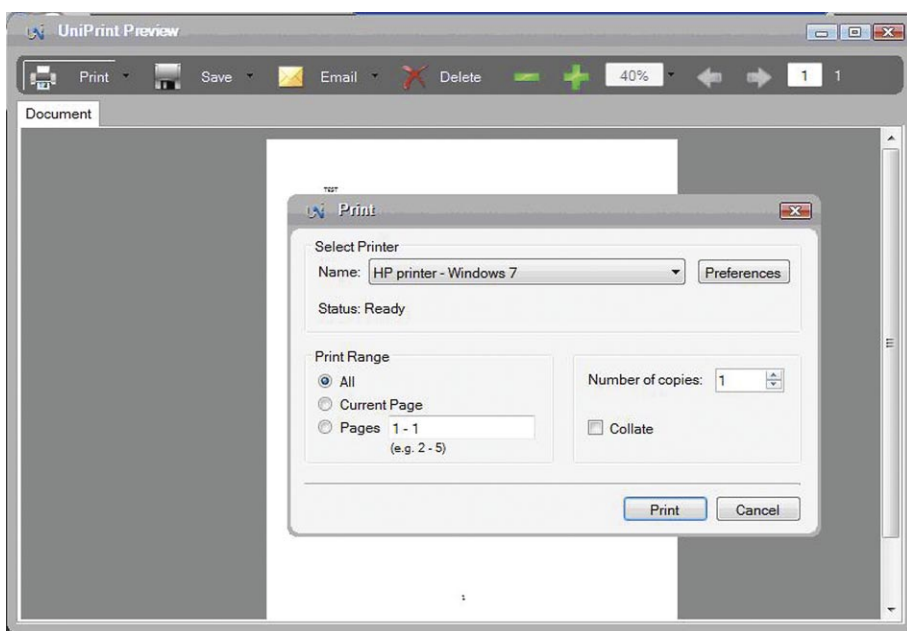 UniPrint Preview
Print Save Email Delete 40% 1 1
Document
TEST
Print
Select Printer
Name: HP printer - Windows 7 Preferences
Status: Ready
Print Range
All
Number of copies: 1
Current Page
Pages 1 - 1
Collate
(e.g. 2 - 5)
Print Cancel
1